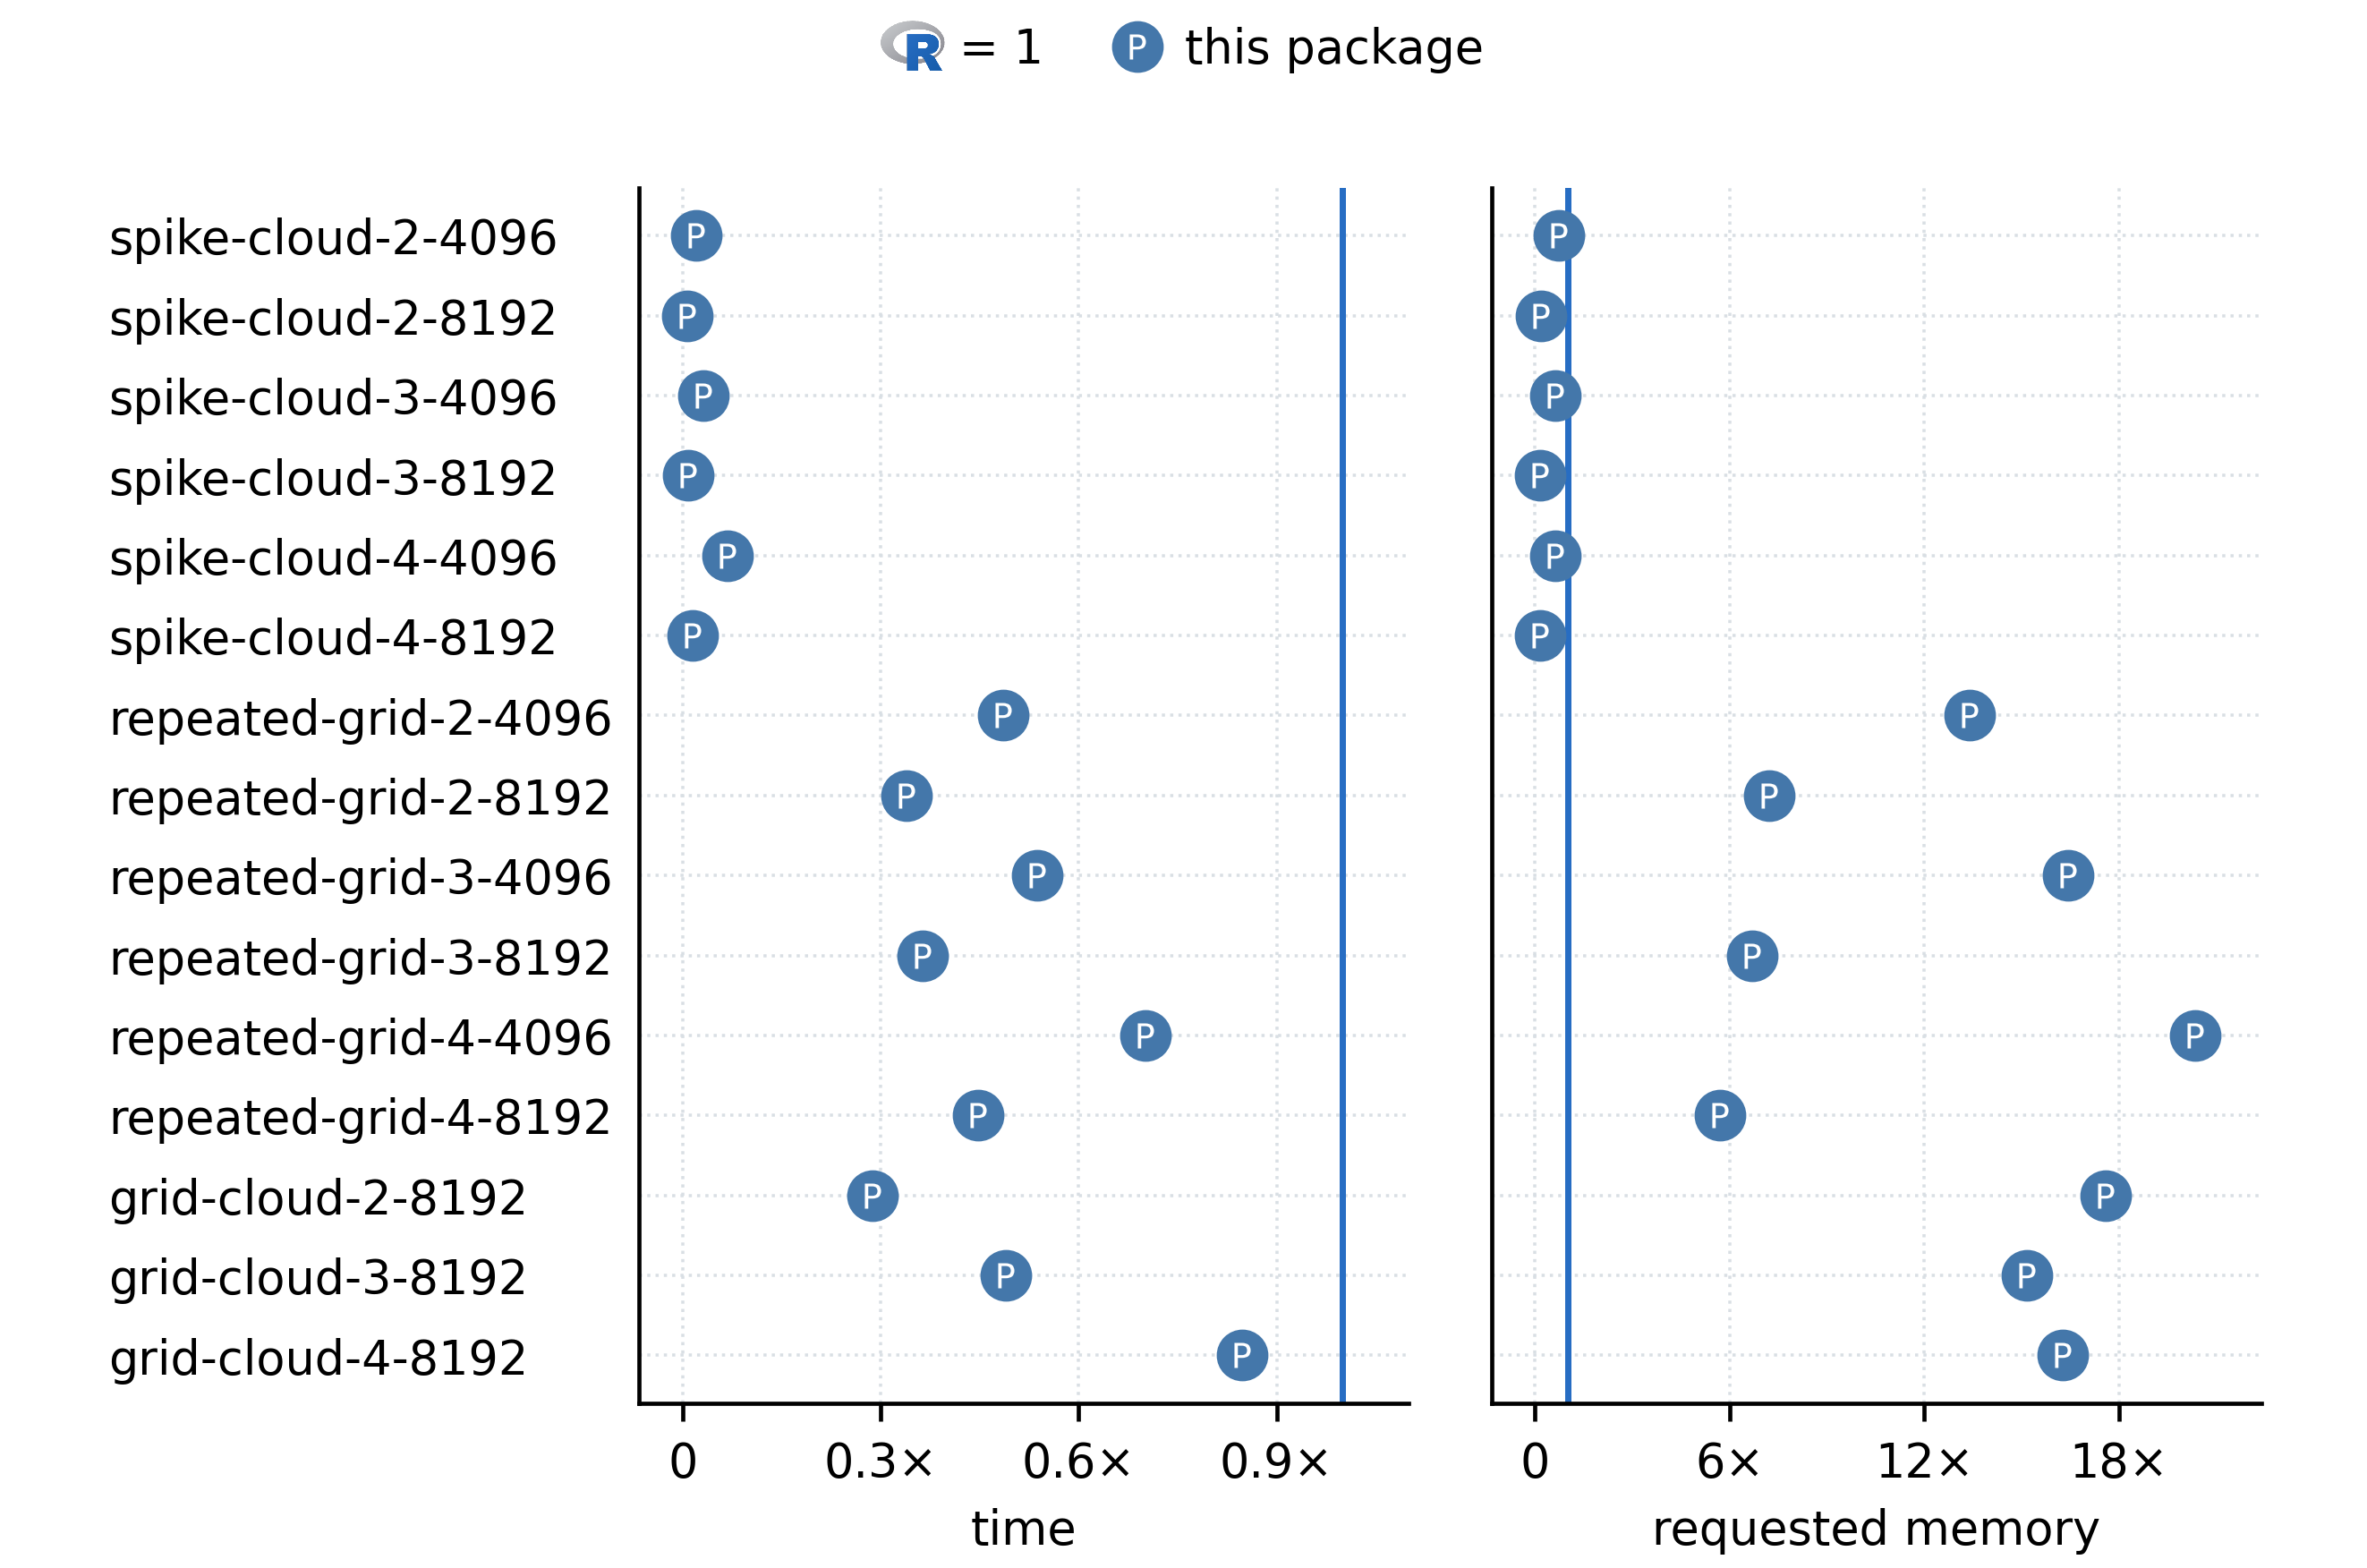 R = 1 P this package
spike-cloud-2-4096 P P
spike-cloud-2-8192 P P
spike-cloud-3-4096 P P
spike-cloud-3-8192 P P
spike-cloud-4-4096 P P
spike-cloud-4-8192 P P
repeated-grid-2-4096 P P
repeated-grid-2-8192 P P
repeated-grid-3-4096 P P
repeated-grid-3-8192 P P
repeated-grid-4-4096 P P
repeated-grid-4-8192 P P
grid-cloud-2-8192 P P
grid-cloud-3-8192 P P
grid-cloud-4-8192 P P
0 0.3× 0.6× 0.9× 0 6× 12× 18×
time requested memory